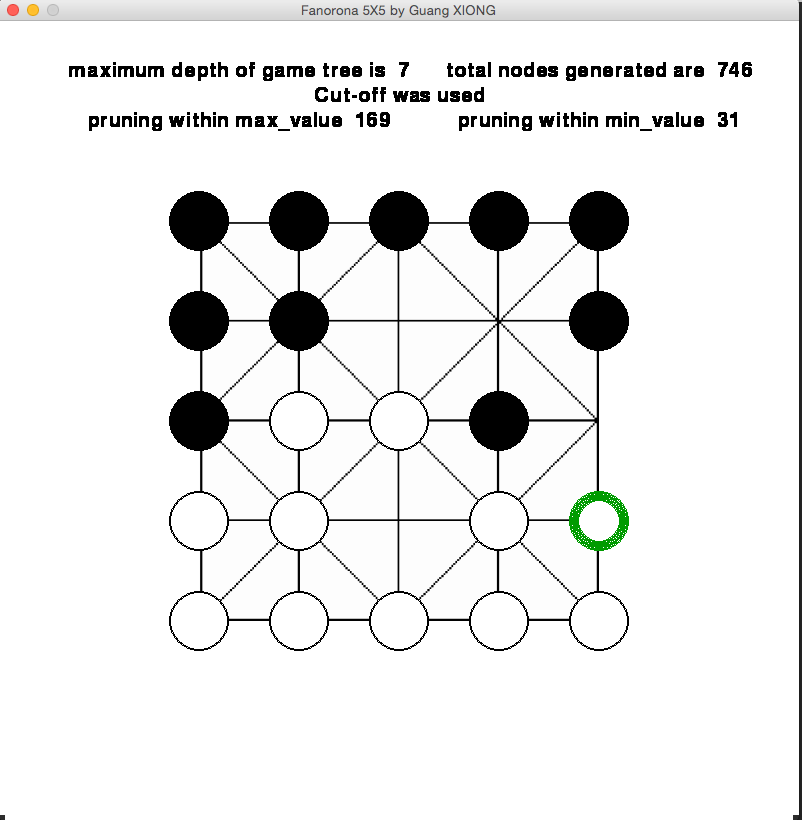 Fanorona 5X5 by Guang XIONG
maximum depth of game tree is 7 total nodes generated are 746
Cut-off was used
pruning within max_value 169 pruning within min_value 31